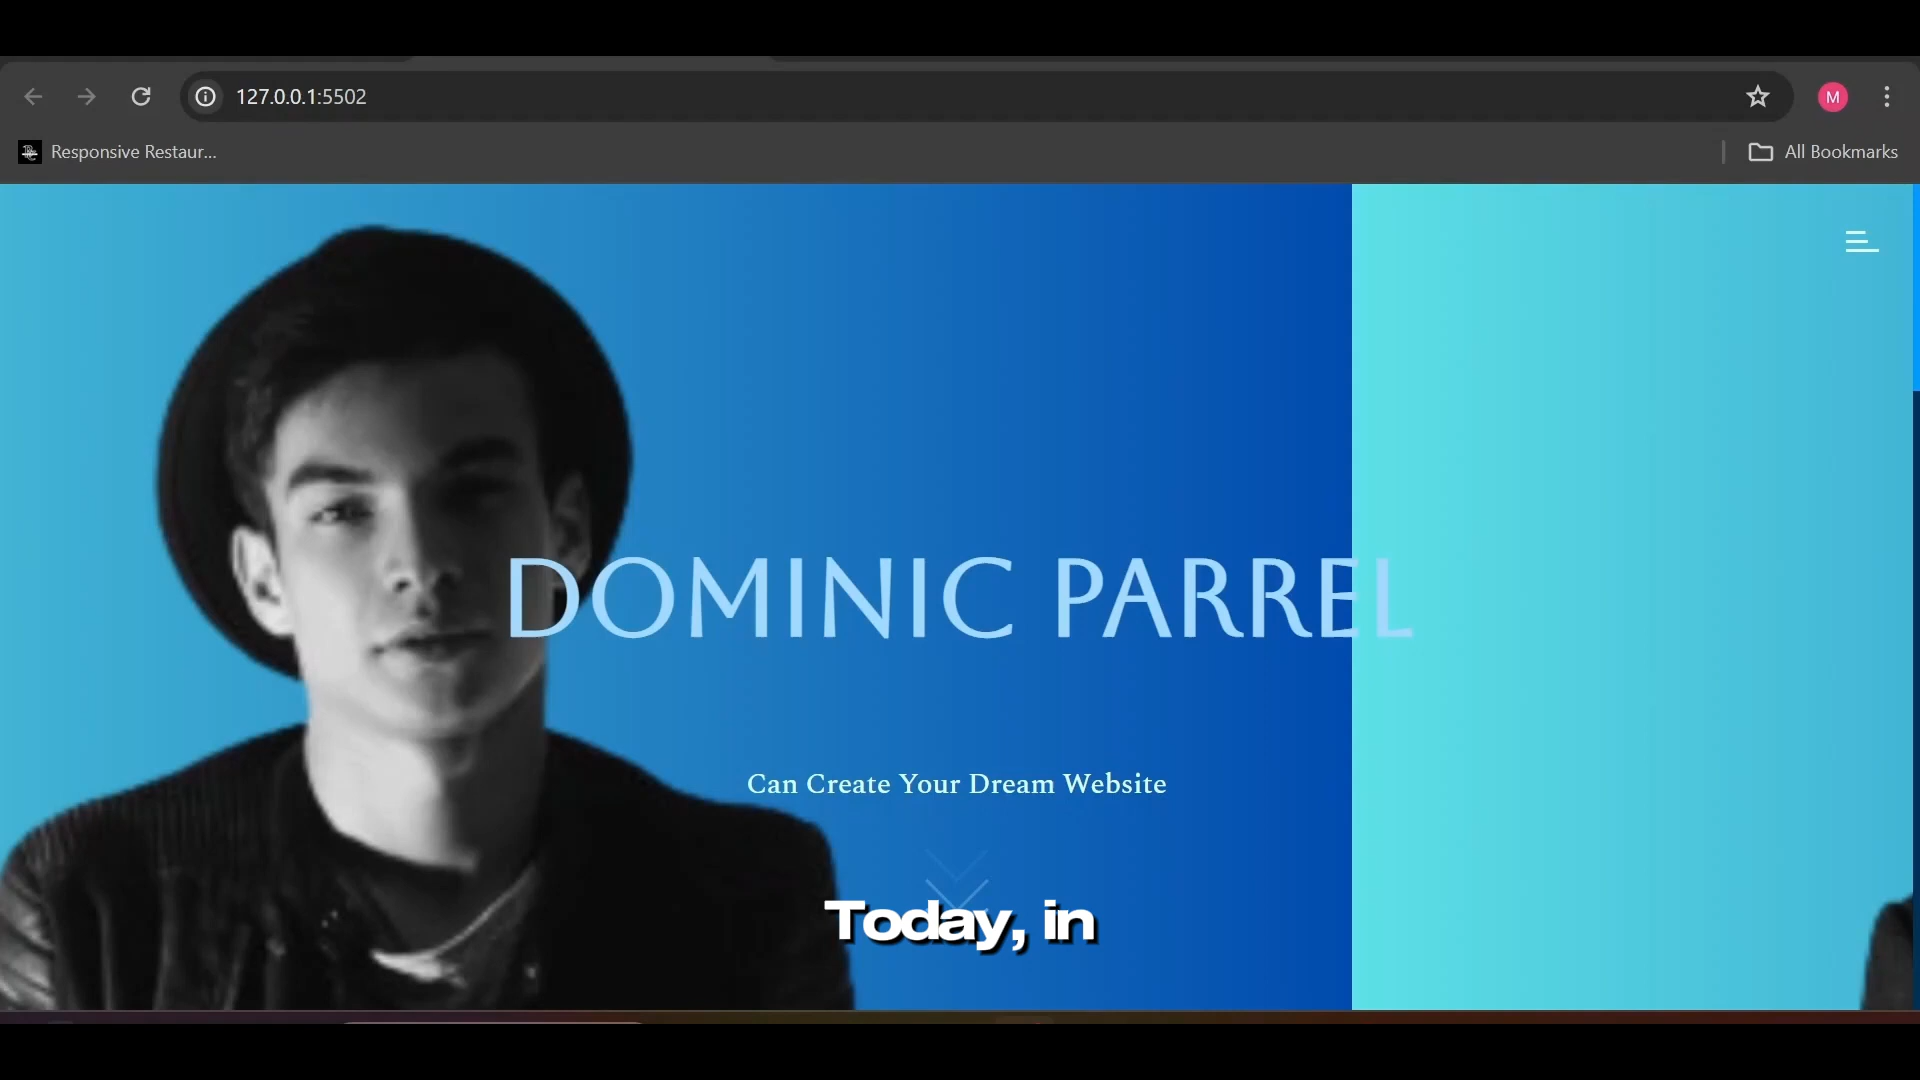 127.0.0.1:5502
M
Responsive Restaur...
All Bookmarks
DOMINIC PARREL
Can Create Your Dream Website
Today, in